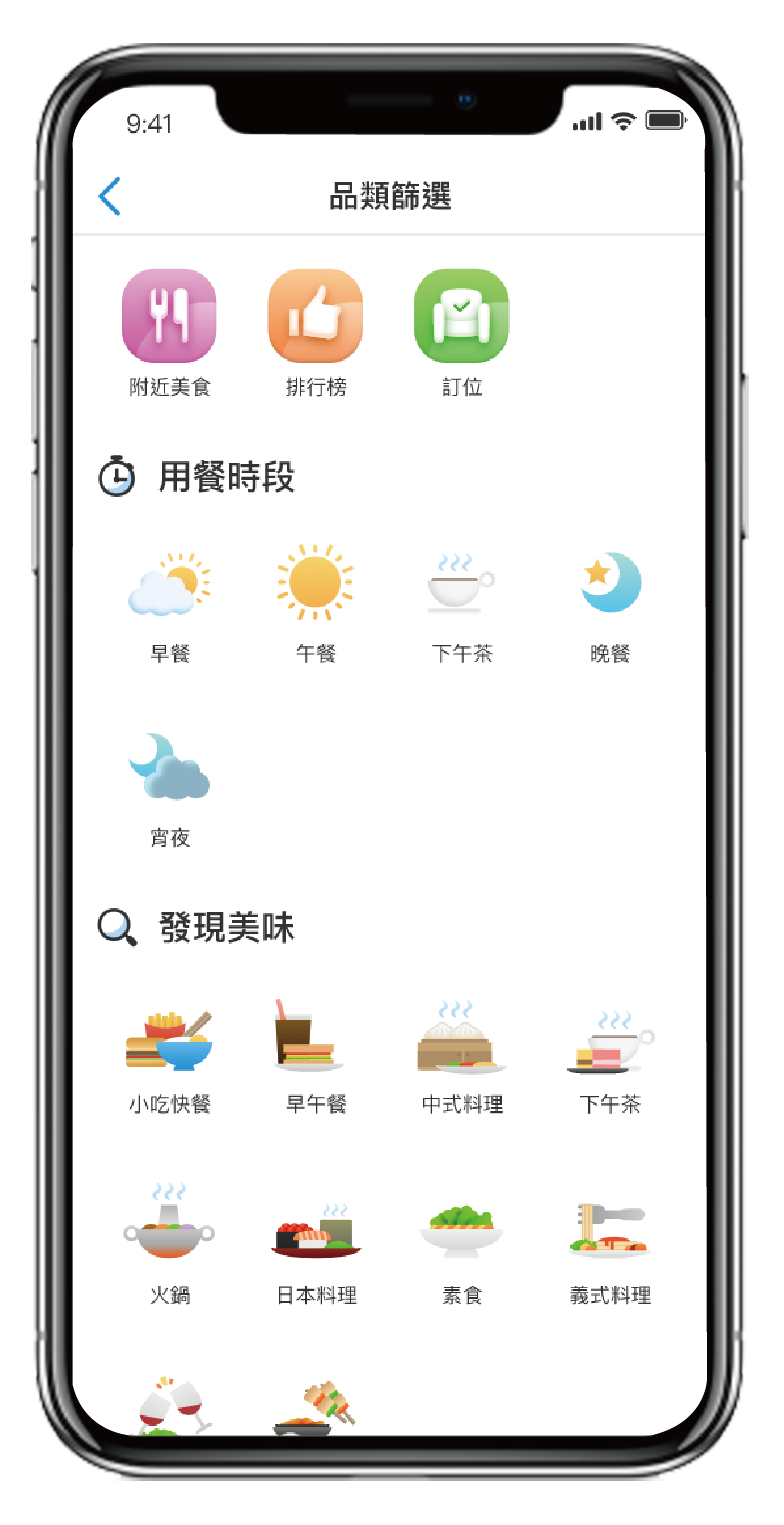 9:41
品類篩選
附近美食 排行榜 訂位
用餐時段
早餐 午餐 下午茶 晚餐
宵夜
發現美味
小吃快餐 早午餐 中式料理 下午茶
火鍋 日本料理 素食 義式料理